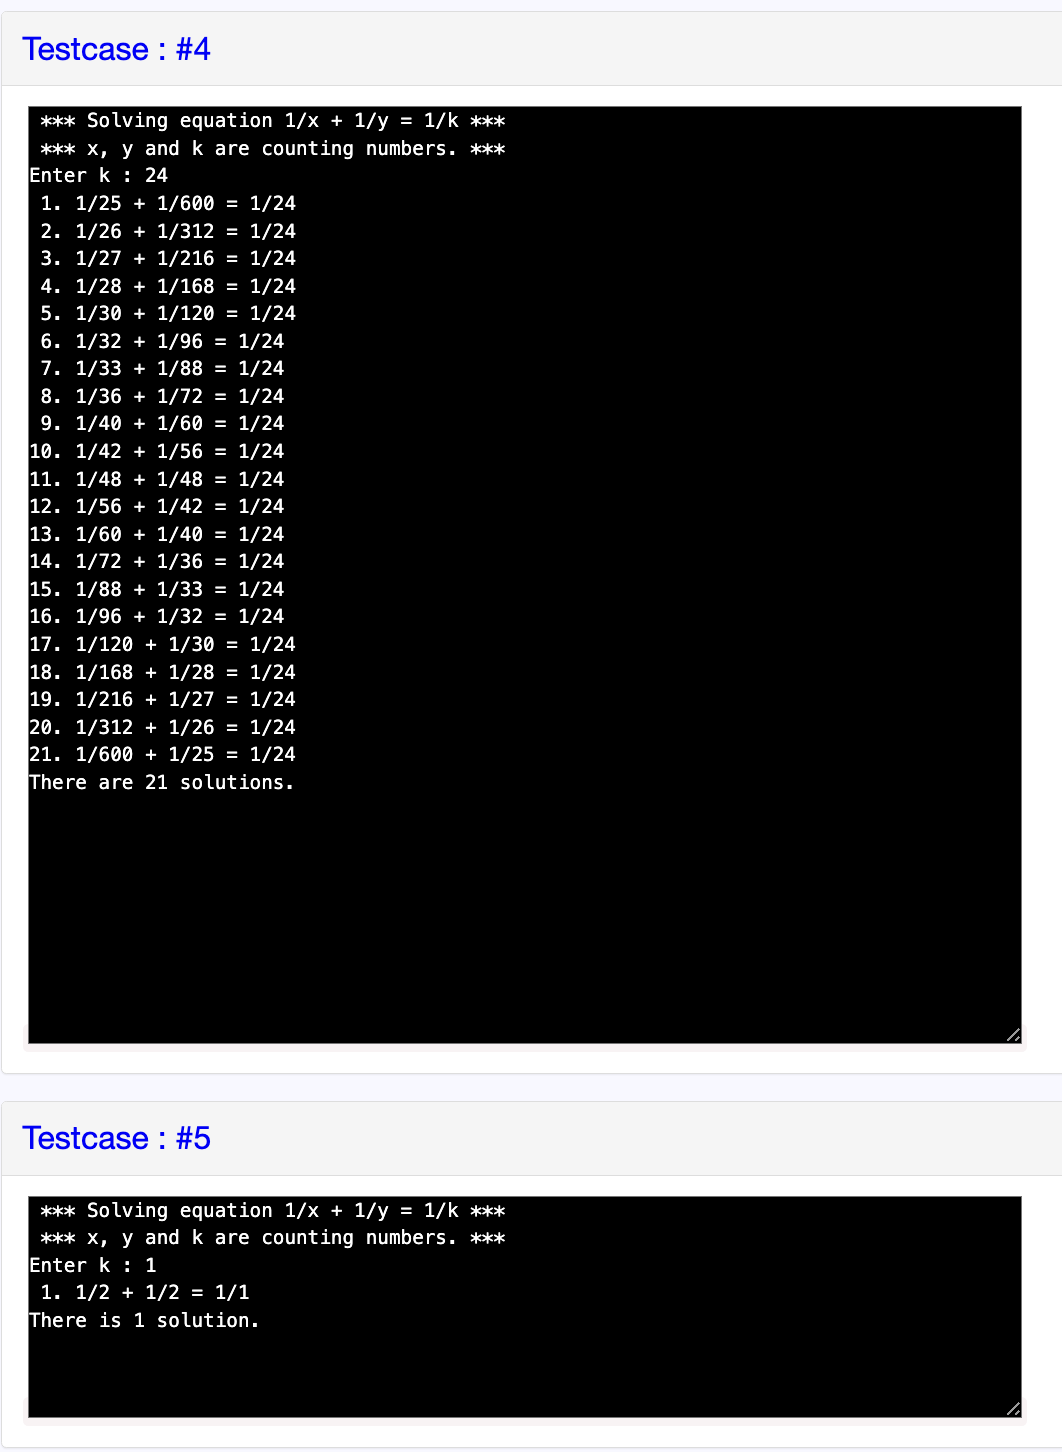 Testcase : #4
*** Solving equation 1/x + 1/y = 1/k ***
*** x, y and k are counting numbers. ***
Enter k : 24
1. 1/25 + 1/600 = 1/24
2. 1/26 + 1/312 = 1/24
3. 1/27 + 1/216 = 1/24
4. 1/28 + 1/168 = 1/24
5. 1/30 + 1/120 = 1/24
6. 1/32 + 1/96 = 1/24
7. 1/33 + 1/88 = 1/24
8. 1/36 + 1/72 = 1/24
9. 1/40 + 1/60 = 1/24
10. 1/42 + 1/56 = 1/24
11. 1/48 + 1/48 = 1/24
12. 1/56 + 1/42 = 1/24
13. 1/60 + 1/40 = 1/24
14. 1/72 + 1/36 = 1/24
15. 1/88 + 1/33 = 1/24
16. 1/96 + 1/32 = 1/24
17. 1/120 + 1/30 = 1/24
18. 1/168 + 1/28 = 1/24
19. 1/216 + 1/27 = 1/24
20. 1/312 + 1/26 = 1/24
21. 1/600 + 1/25 = 1/24
There are 21 solutions.
Testcase : #5
*** Solving equation 1/x + 1/y = 1/k ***
*** x, y and k are counting numbers. ***
Enter k : 1
1. 1/2 + 1/2 = 1/1
There is 1 solution.